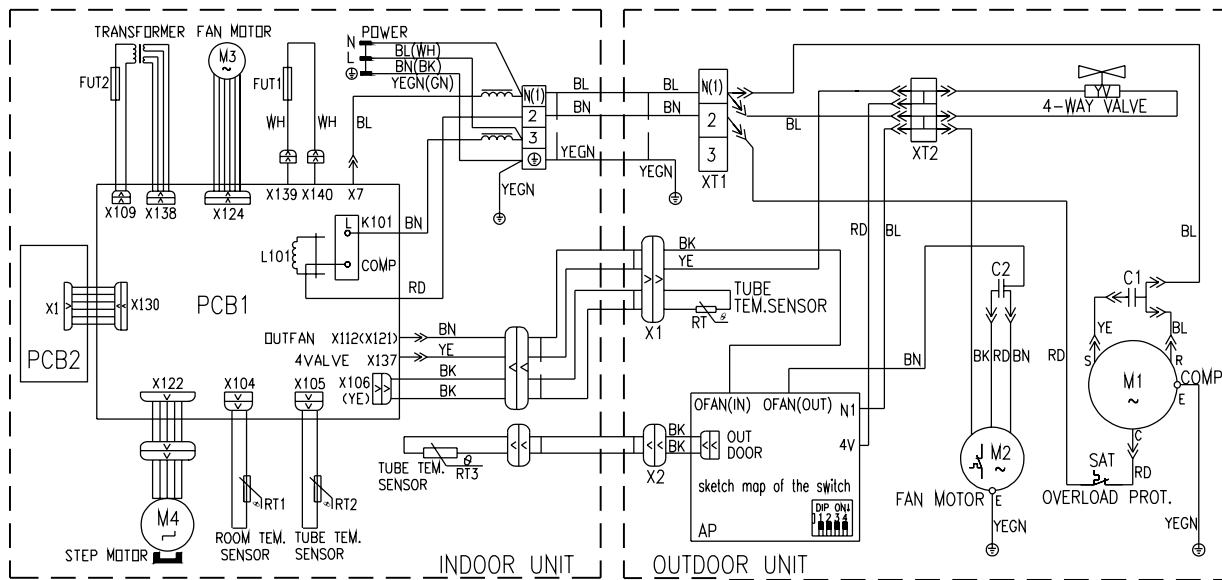 TRANSFORMER FAN MOTOR
N POWER
L BL(WH)
BN(BK)
YEGN(GN)
FUT2
M3
~
FUT1
WH WH BL
N(1)
2
3
BL
BN
YEGN
YEGN
X109 X138 X124 X139 X140 X7
L K101 BN
L101
COMP
RD
X1 X130
PCB1
PCB2
OUTFAN X112(X121) BN
4VALVE X137 YE
X106 BK
(YE) BK
X122 X104 X105
M4
STEP MOTOR
RT1
ROOM TEM.
SENSOR
RT2
TUBE TEM.
SENSOR
TUBE TEM.
SENSOR
θ
RT3
INDOOR UNIT
BL
BN
YEGN
N(1)
2
3
XT1
BL
XT2
YV
4-WAY VALVE
RD BL
BL
BK
YE
TUBE
TEM.SENSOR
RT θ
X1
C2
C1
BN
BK RD BN
RD
YE BL
S R
M1
~
COMP
E
C
OFAN(IN) OFAN(OUT) N1
4V
BK
BK
OUT
DOOR
X2
sketch map of the switch
DIP ON↓
1 2 3 4
AP
M2
~
FAN MOTOR
E
YEGN
SAT
RD
OVERLOAD PROT.
YEGN
OUTDOOR UNIT